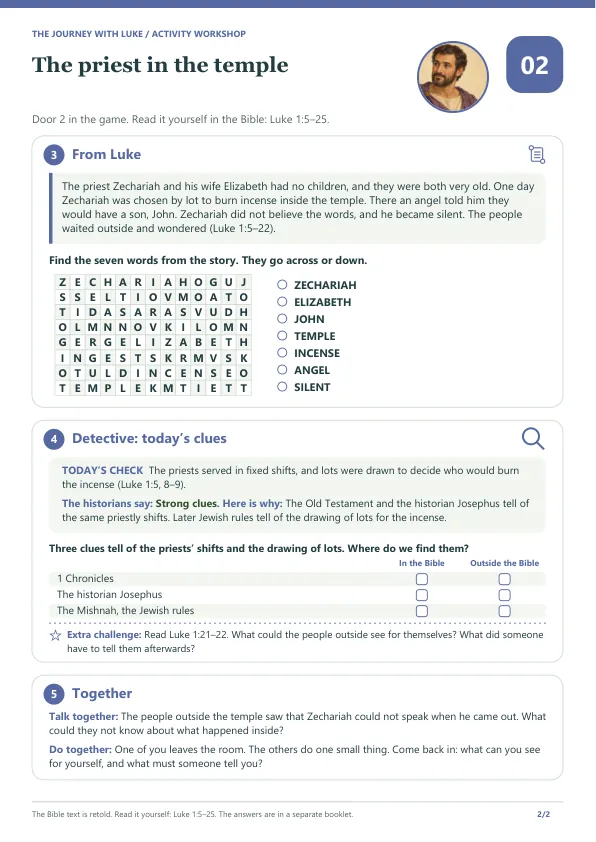 THE JOURNEY WITH LUKE / ACTIVITY WORKSHOP
The priest in the temple
02
Door 2 in the game. Read it yourself in the Bible: Luke 1:5–25.
3 From Luke
The priest Zechariah and his wife Elizabeth had no children, and they were both very old. One day
Zechariah was chosen by lot to burn incense inside the temple. There an angel told him they
would have a son, John. Zechariah did not believe the words, and he became silent. The people
waited outside and wondered (Luke 1:5–22).
Find the seven words from the story. They go across or down.
Z E C H A R I A H O G U J
S S E L T I O V M O A T O
T I D A S A R A S V U D H
O L M N N O V K I L O M N
G E R G E L I Z A B E T H
I N G E S T S K R M V S K
O T U L D I N C E N S E O
T E M P L E K M T I E T T
ZECHARIAH
ELIZABETH
JOHN
TEMPLE
INCENSE
ANGEL
SILENT
4 Detective: today’s clues
TODAY’S CHECK The priests served in fixed shifts, and lots were drawn to decide who would burn
the incense (Luke 1:5, 8–9).
The historians say: Strong clues. Here is why: The Old Testament and the historian Josephus tell of
the same priestly shifts. Later Jewish rules tell of the drawing of lots for the incense.
Three clues tell of the priests’ shifts and the drawing of lots. Where do we find them?
In the Bible Outside the Bible
1 Chronicles
The historian Josephus
The Mishnah, the Jewish rules
Extra challenge: Read Luke 1:21–22. What could the people outside see for themselves? What did someone
have to tell them afterwards?
5 Together
Talk together: The people outside the temple saw that Zechariah could not speak when he came out. What
could they not know about what happened inside?
Do together: One of you leaves the room. The others do one small thing. Come back in: what can you see
for yourself, and what must someone tell you?
The Bible text is retold. Read it yourself: Luke 1:5–25. The answers are in a separate booklet.
2/2